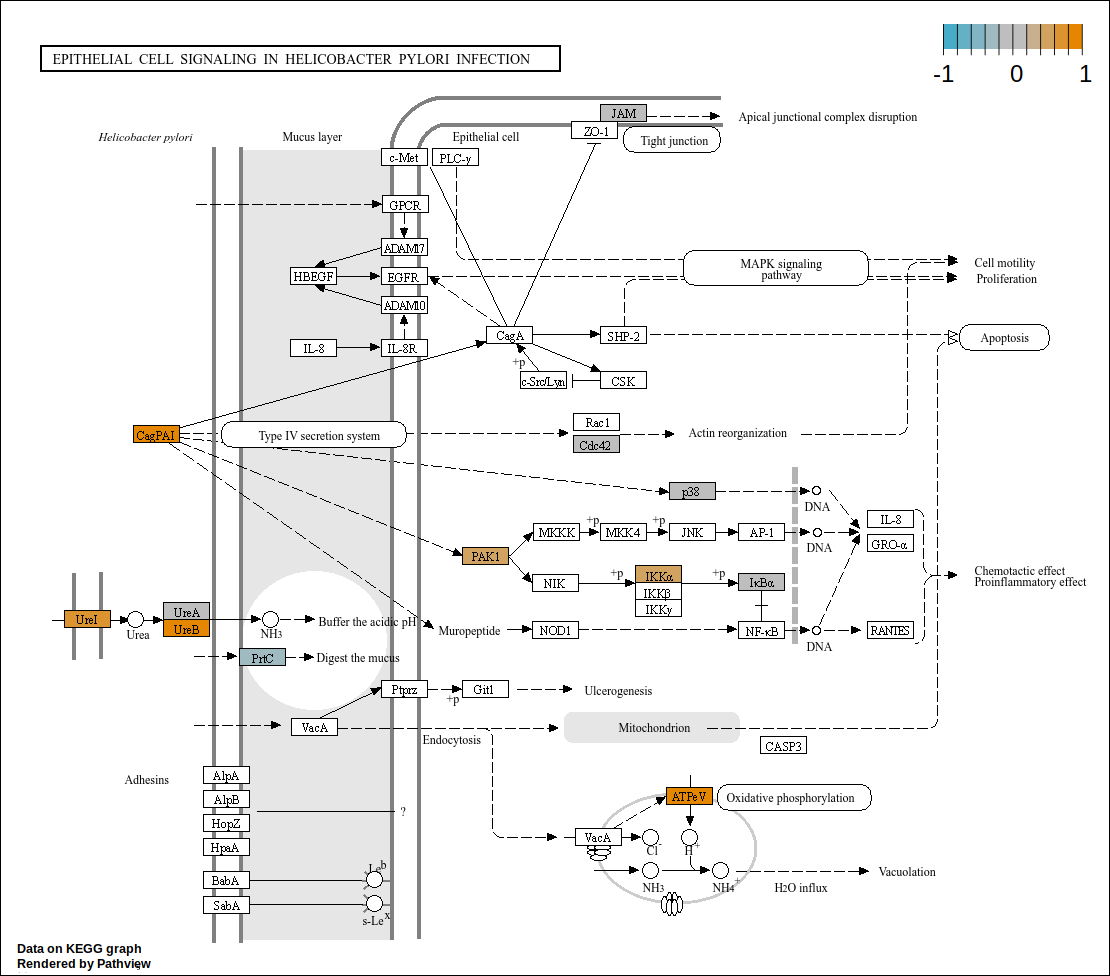 -1 0 1
EPITHELIAL CELL SIGNALING IN HELICOBACTER PYLORI INFECTION
JAM
Apical junctional complex disruption
Helicobacter pylori
Mucus layer
Epithelial cell
ZO-1
Tight junction
c-Met
PLC-γ
GPCR
ADAM17
HBEGF
EGFR
MAPK signaling
pathway
Cell motility
Proliferation
ADAM10
IL-8
IL-8R
CagA
SHP-2
Apoptosis
+p
c-Src/Lyn
CSK
CagPAI
Type IV secretion system
Rac1
Cdc42
Actin reorganization
p38
DNA
+p
+p
MKKK
MKK4
JNK
AP-1
DNA
IL-8
GRO-α
PAK1
NIK
+p
IKKα
IKKβ
IKKγ
+p
IκBα
Chemotactic effect
Proinflammatory effect
UreI
Urea
UreA
UreB
NH3
Buffer the acidic pH
Muropeptide
NOD1
NF-κB
DNA
RANTES
PrtC
Digest the mucus
Ptprz
+p
Git1
Ulcerogenesis
VacA
Endocytosis
Mitochondrion
CASP3
Adhesins
AlpA
AlpB
HopZ
HpaA
BabA
SabA
?
Le b
s-Le x
ATPeV
Oxidative phosphorylation
VacA
Cl-
H+
NH3
NH4+
H2O influx
Vacuolation
Data on KEGG graph
Rendered by Pathview